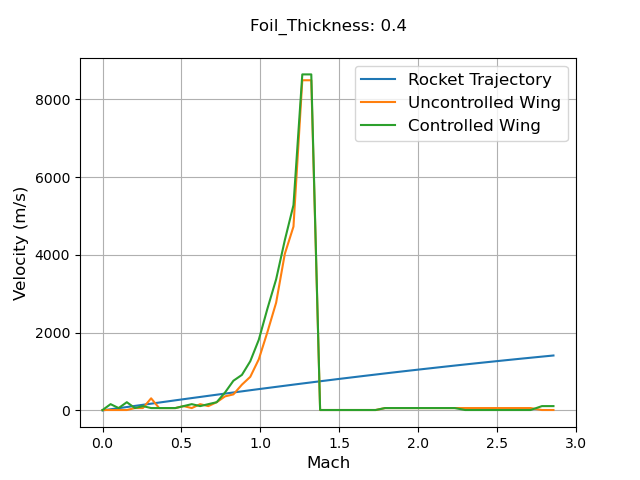 Foil_Thickness: 0.4
Rocket Trajectory
Uncontrolled Wing
Controlled Wing
8000
6000
4000
2000
0
Velocity (m/s)
0.0 0.5 1.0 1.5 2.0 2.5 3.0
Mach